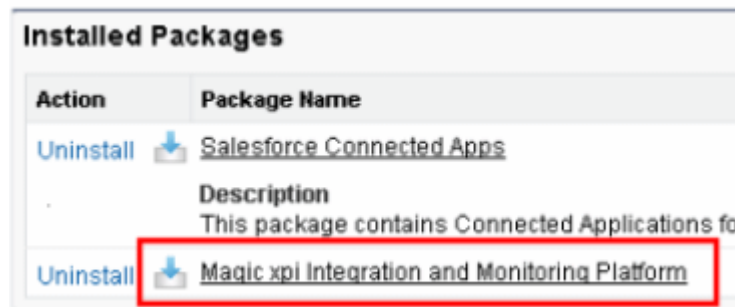 Installed Packages
Action Package Name
Uninstall Salesforce Connected Apps
Description
This package contains Connected Applications fo
Uninstall Magic xpi Integration and Monitoring Platform